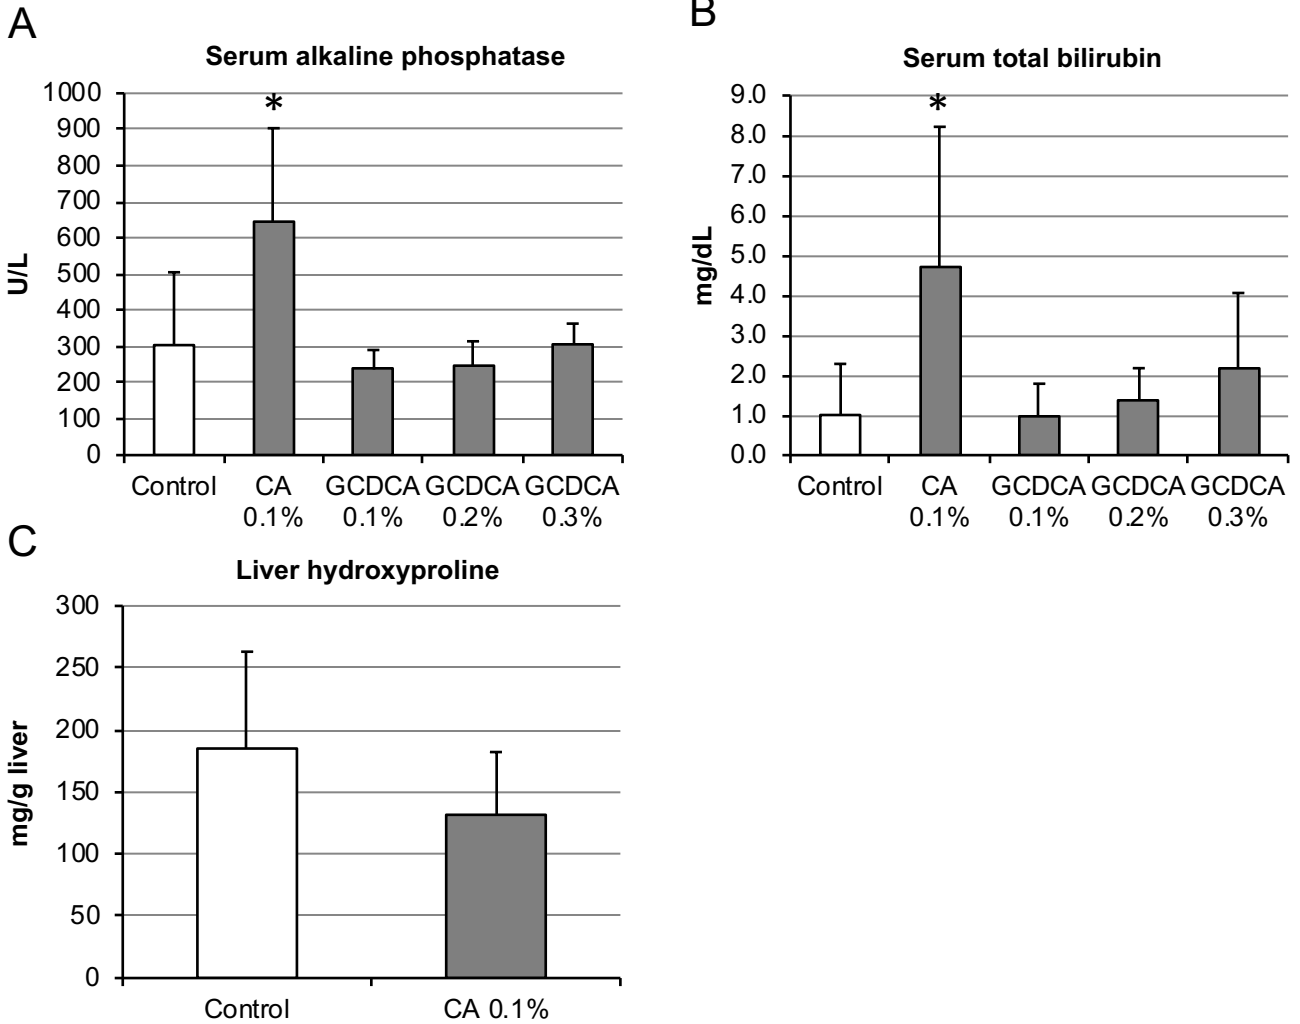 A
Serum alkaline phosphatase
1000
900
800
700
600
500
400
300
200
100
0
U/L
*
Control
CA
0.1%
GCDCA
0.1%
GCDCA
0.2%
GCDCA
0.3%
B
Serum total bilirubin
9.0
8.0
7.0
6.0
5.0
4.0
3.0
2.0
1.0
0.0
mg/dL
*
Control
CA
0.1%
GCDCA
0.1%
GCDCA
0.2%
GCDCA
0.3%
C
Liver hydroxyproline
300
250
200
150
100
50
0
mg/g liver
Control
CA 0.1%